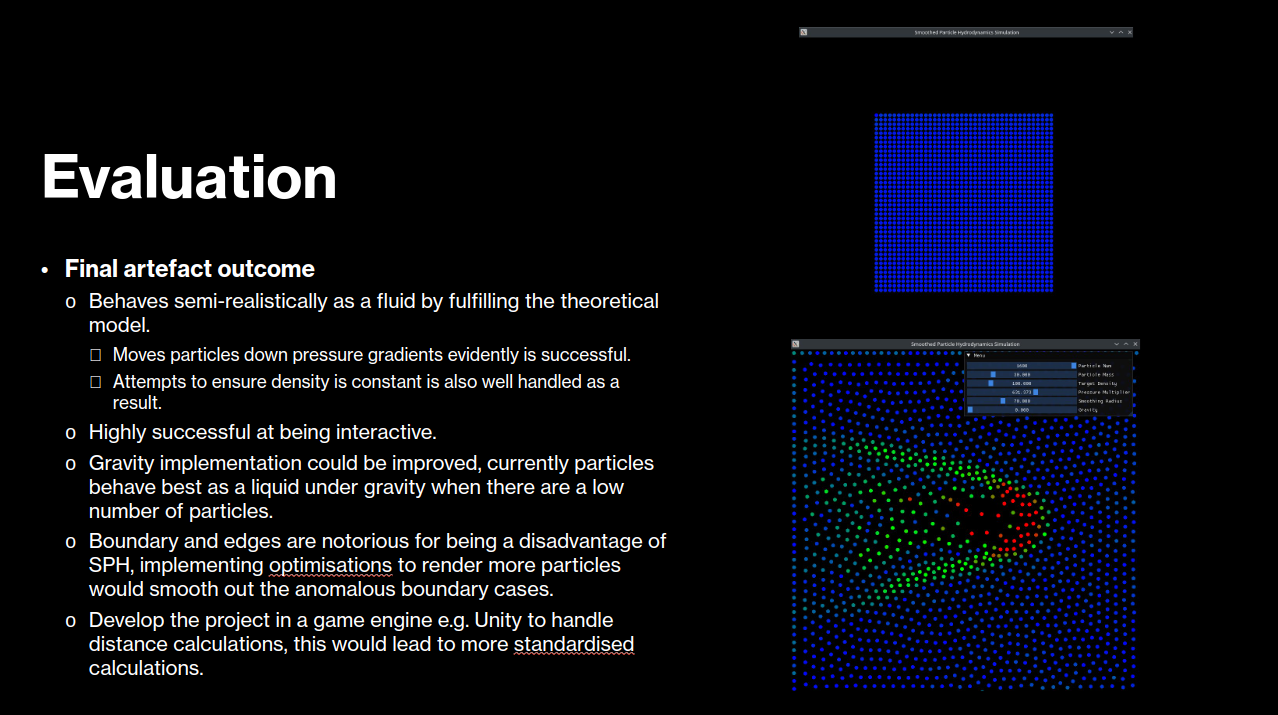 Smoothed Particle Hydrodynamics Simulation
Evaluation
• Final artefact outcome
o Behaves semi-realistically as a fluid by fulfilling the theoretical
model.
Moves particles down pressure gradients evidently is successful.
Attempts to ensure density is constant is also well handled as a
result.
o Highly successful at being interactive.
o Gravity implementation could be improved, currently particles
behave best as a liquid under gravity when there are a low
number of particles.
o Boundary and edges are notorious for being a disadvantage of
SPH, implementing optimisations to render more particles
would smooth out the anomalous boundary cases.
o Develop the project in a game engine e.g. Unity to handle
distance calculations, this would lead to more standardised
calculations.
Smoothed Particle Hydrodynamics Simulation
▼ Menu
Particle Num
Particle Mass
Target Density
Pressure Multiplier
70.000 Smoothing Radius
0.000 Gravity